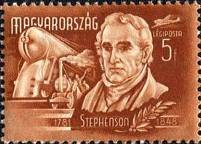 MAGYARORSZÁG
LÉGIPOSTA
5f
1781 STEPHENSON 1848